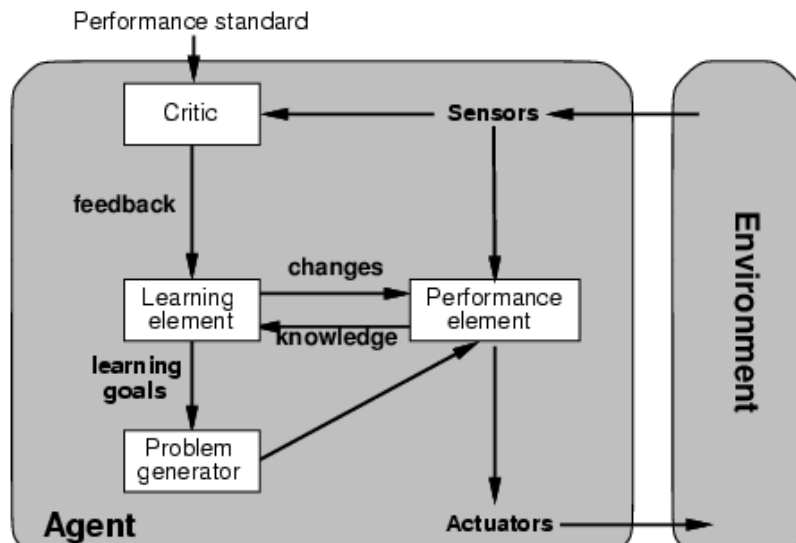 Performance standard
Critic
Sensors
feedback
changes
Learning
element
Performance
element
knowledge
learning
goals
Problem
generator
Agent
Actuators
Environment